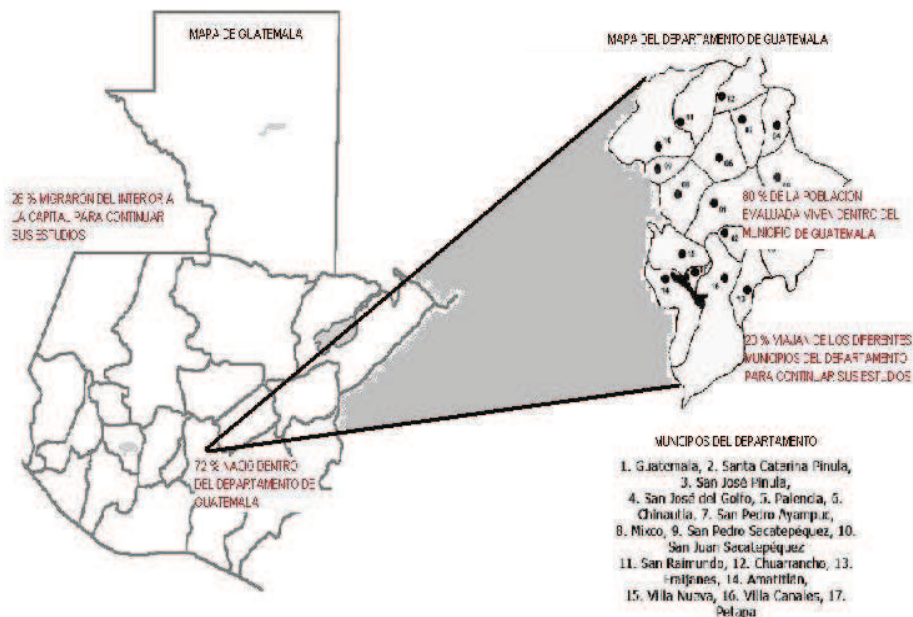 MAPA DE GUATEMALA
MAPA DEL DEPARTAMENTO DE GUATEMALA
28 % MIGRARON DEL INTERIOR A
LA CAPITAL PARA CONTINUAR
SUS ESTUDIOS
80 % DE LA POBLACION
EVALUADA VIVEN DENTRO DEL
MUNICIPIO DE GUATEMALA
20 % VIAJAN DE LOS DIFERENTES
MUNICIPIOS DEL DEPARTAMENTO
PARA CONTINUAR SUS ESTUDIOS
72 % NACIO DENTRO
DEL DEPARTAMENTO DE
GUATEMALA
MUNICIPOS DEL DEPARTAMENTO
1. Guatemala, 2. Santa Catarina Pinula,
3. San José Pinula,
4. San José del Golfo, 5. Palencia, 6.
Chinautla, 7. San Pedro Ayampuc,
8. Mixco, 9. San Pedro Sacatepéquez, 10.
San Juan Sacatepéquez
11. San Raimundo, 12. Chuarrancho, 13.
Fraijanes, 14. Amatitlán,
15. Villa Nueva, 16. Villa Canales, 17.
Petapa